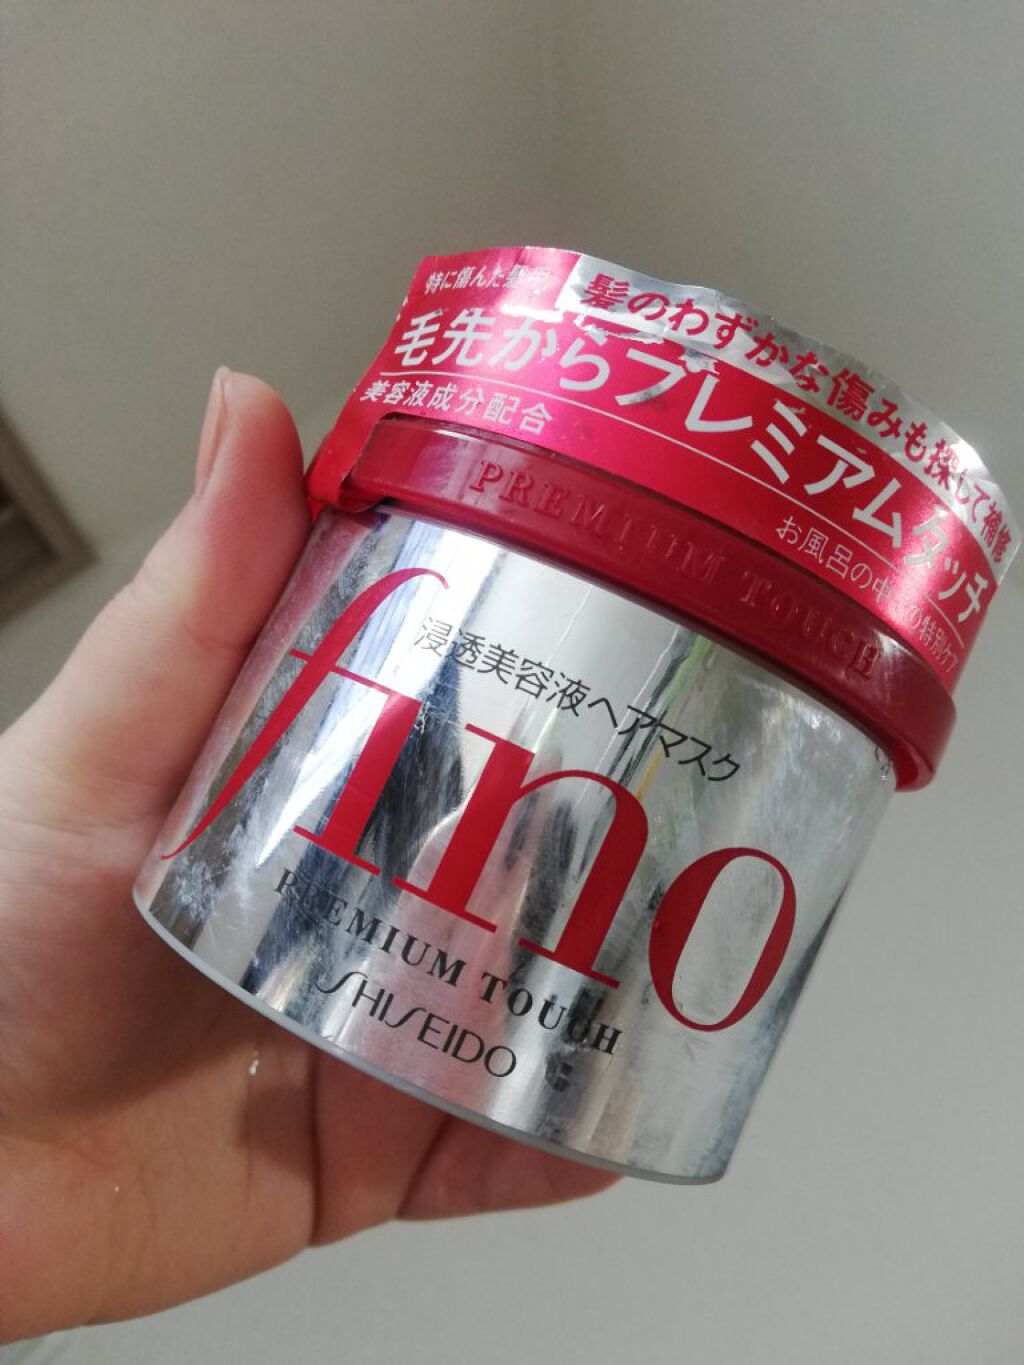 特に傷んだ髪用
髪のわずかな傷みも探して補修
毛先からプレミアムタッチ
美容液成分配合
お風呂の中での特別ケア
PREMIUM TOUCH
浸透美容液ヘアマスク
fino
PREMIUM TOUCH
SHISEIDO